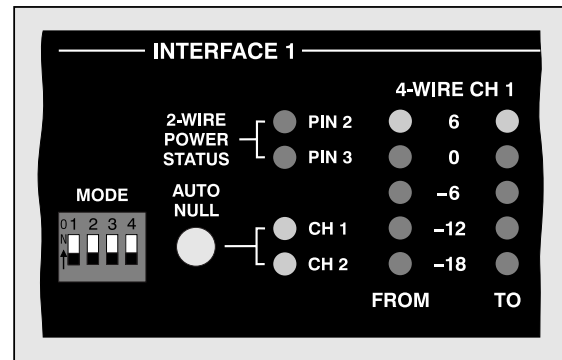 INTERFACE 1
4-WIRE CH 1
2-WIRE
POWER
STATUS
PIN 2
PIN 3
6
0
–6
–12
–18
MODE
AUTO
NULL
ON
1 2 3 4
CH 1
CH 2
FROM
TO